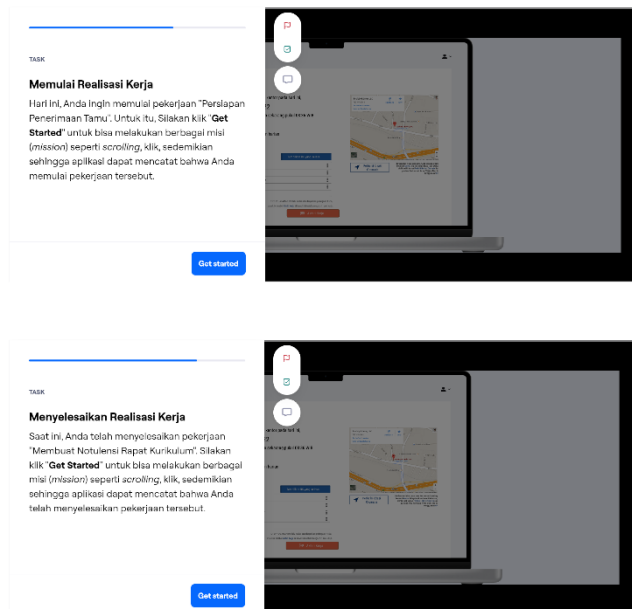 TASK
Memulai Realisasi Kerja
Hari ini, Anda ingin memulai pekerjaan "Persiapan
Penerimaan Tamu". Untuk itu, Silakan klik "Get
Started" untuk bisa melakukan berbagai misi
(mission) seperti scrolling, klik, sedemikian
sehingga aplikasi dapat mencatat bahwa Anda
memulai pekerjaan tersebut.
Get started
TASK
Menyelesaikan Realisasi Kerja
Saat ini, Anda telah menyelesaikan pekerjaan
"Membuat Notulensi Rapat Kurikulum". Silakan
klik "Get Started" untuk bisa melakukan berbagai
misi (mission) seperti scrolling, klik, sedemikian
sehingga aplikasi dapat mencatat bahwa Anda
telah menyelesaikan pekerjaan tersebut.
Get started